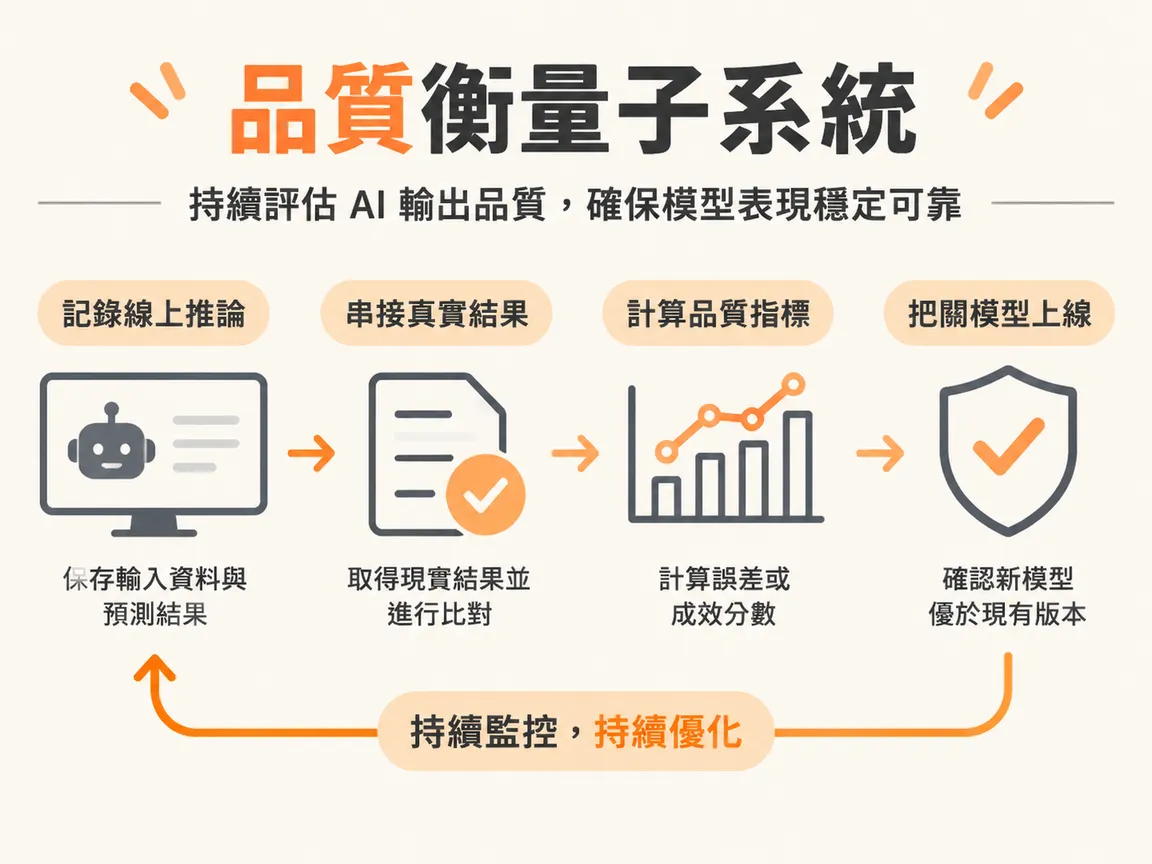 品質衡量子系統
持續評估 AI 輸出品質，確保模型表現穩定可靠
記錄線上推論
保存輸入資料與
預測結果
串接真實結果
取得現實結果並
進行比對
計算品質指標
計算誤差或
成效分數
把關模型上線
確認新模型
優於現有版本
持續監控，持續優化